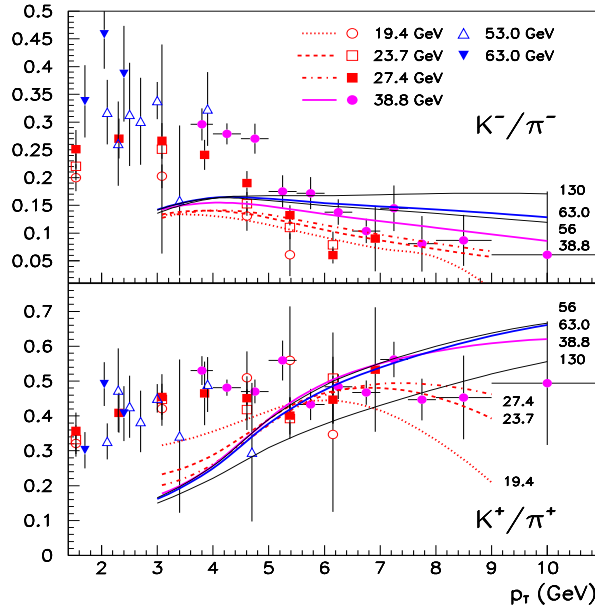 0.5
0.45
0.4
0.35
0.3
0.25
0.2
0.15
0.1
0.05
19.4 GeV
23.7 GeV
27.4 GeV
38.8 GeV
53.0 GeV
63.0 GeV
K⁻/π⁻
130
63.0
56
38.8
0.7
0.6
0.5
0.4
0.3
0.2
0.1
0
56
63.0
38.8
130
27.4
23.7
19.4
K⁺/π⁺
2 3 4 5 6 7 8 9 10
p_T (GeV)